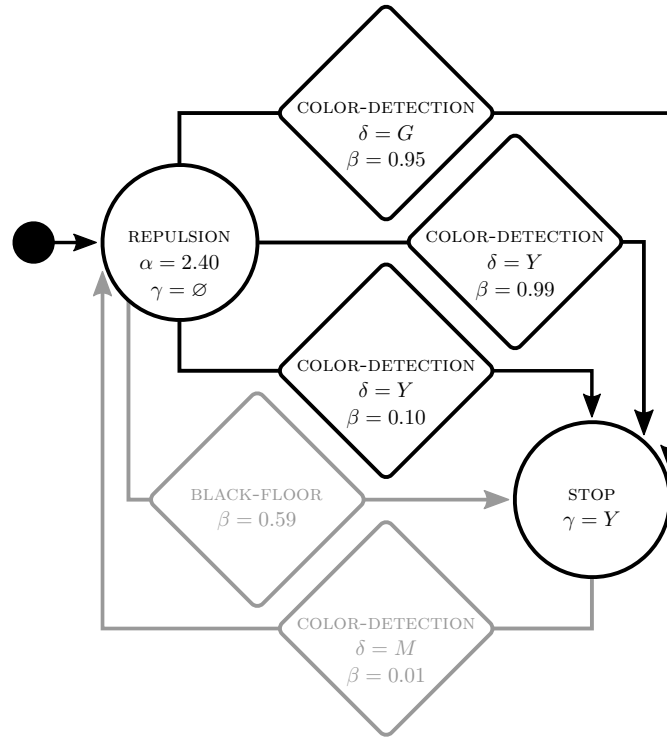 COLOR-DETECTION
δ = G
β = 0.95
REPULSION
α = 2.40
γ = ∅
COLOR-DETECTION
δ = Y
β = 0.99
COLOR-DETECTION
δ = Y
β = 0.10
BLACK-FLOOR
β = 0.59
STOP
γ = Y
COLOR-DETECTION
δ = M
β = 0.01